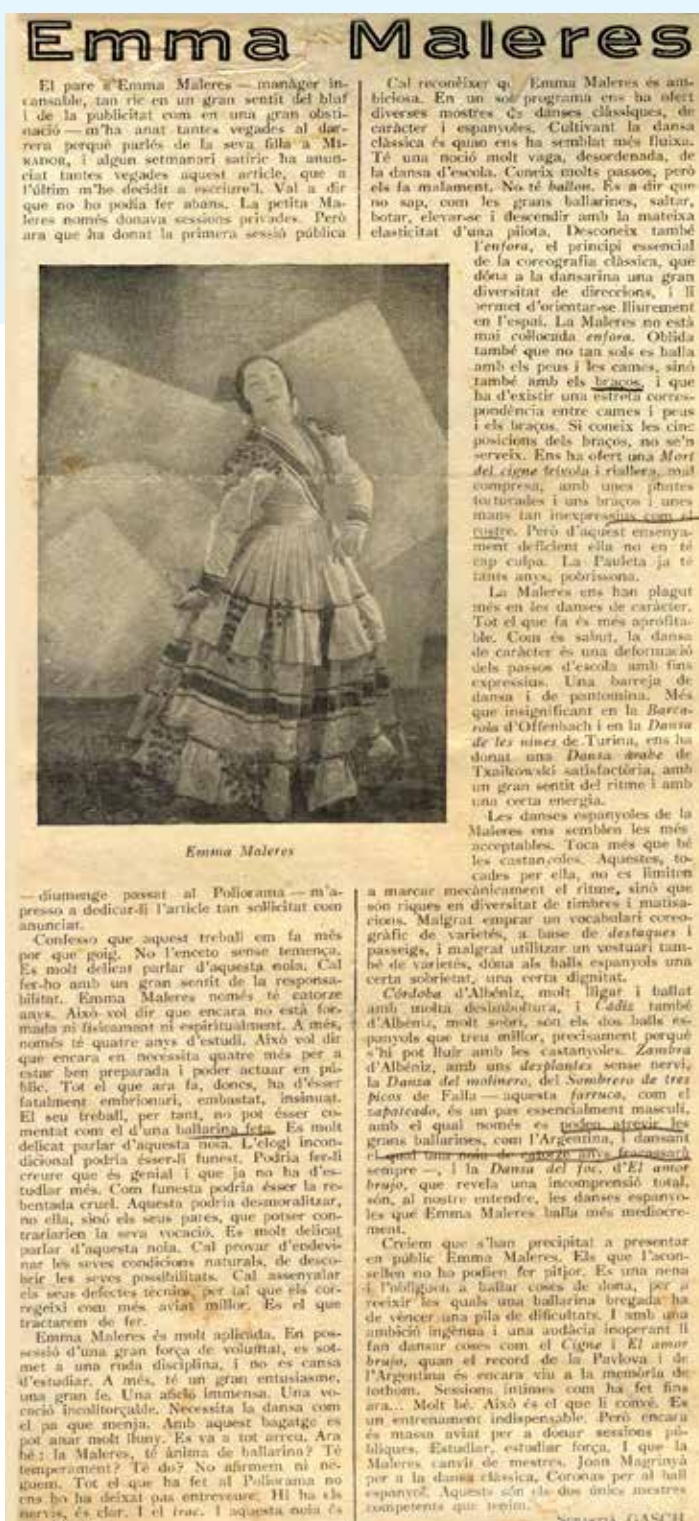 Emma Maleres
El pare d'Emma Maleres — manàger in-
cansable, tan ric en un gran sentit del blaf
i de la publicitat com en una gran obsti-
nació — m'ha anat tantes vegades al dar-
rera perquè parlés de la seva filla a MI-
RADOR, i algun setmanari satíric ha anun-
ciat tantes vegades aquest article, que a
l'últim m'he decidit a escriure'l. Val a dir
que no ho podia fer abans. La petita Ma-
leres només donava sessions privades. Però
ara que ha donat la primera sessió pública
Emma Maleres
— diumenge passat al Poliorama — m'a-
presso a dedicar-li l'article tan sol·licitat com
anunciat.
Confesso que aquest treball em fa més
por que goig. No l'enceto sense temença.
Es molt delicat parlar d'aquesta noia. Cal
fer-ho amb un gran sentit de la responsa-
bilitat. Emma Maleres només té catorze
anys. Això vol dir que encara no està for-
mada ni físicament ni espiritualment. A més,
només té quatre anys d'estudi. Això vol dir
que encara en necessita quatre més per a
estar ben preparada i poder actuar en pú-
blic. Tot el que ara fa, doncs, ha d'ésser
fatalment embrionari, embastat, insinuat.
El seu treball, per tant, no pot ésser co-
mentat com el d'una ballarina feta. Es molt
delicat parlar d'aquesta noia. L'elogi incon-
dicional podria ésser-li funest. Podria fer-li
creure que és genial i que ja no ha d'es-
tudiar més. Com funesta podria ésser la re-
bentada cruel. Aquesta podria desmoralitzar,
no ella, sinó els seus pares, que potser con-
trariarien la seva vocació. Es molt delicat
parlar d'aquesta noia. Cal provar d'endevi-
nar les seves condicions naturals, de desco-
brir les seves possibilitats. Cal assenyalar
els seus defectes tècnics, per tal que els cor-
regeixi com més aviat millor. Es el que
tractarem de fer.
Emma Maleres és molt aplicada. En pos-
sessió d'una gran força de voluntat, es sot-
met a una ruda disciplina, i no es cansa
d'estudiar. A més, té un gran entusiasme,
una gran fe. Una afició immensa. Una vo-
cació incoltorçable. Necessita la dansa com
el pa que menja. Amb aquest bagatge es
pot anar molt lluny. Es va a tot arreu. Ara
bé: la Maleres, té ànima de ballarina? Té
temperament? Té do? No afirmem ni ne-
guem. Tot el que ha fet al Poliorama no
ens ho ha deixat pas entreveure. Hi ha els
nervis, és clar. I el trac. I aquesta noia és
Cal reconèixer que Emma Maleres és am-
biciosa. En un sol programa ens ha ofert
diverses mostres de danses clàssiques, de
caràcter i espanyoles. Cultivant la dansa
clàssica és quan ens ha semblat més fluixa.
Té una noció molt vaga, desordenada, de
la dansa d'escola. Coneix molts passos, però
els fa malament. No té ballon. Es a dir que
no sap, com les grans ballarines, saltar,
botar, elevar-se i descendir amb la mateixa
elasticitat d'una pilota. Desconeix també
l'enfora, el principi essencial
de la coreografia clàssica, que
dóna a la dansarina una gran
diversitat de direccions, i li
permet d'orientar-se lliurement
en l'espai. La Maleres no està
mai col·locada enfora. Oblida
també que no tan sols es balla
amb els peus i les cames, sinó
també amb els braços, i que
ha d'existir una estreta corres-
pondència entre cames i peus
i els braços. Si coneix les cinc
posicions dels braços, no se'n
serveix. Ens ha ofert una Mort
del cigne frívola i riallera, mal
compresa, amb unes puntes
torturades i uns braços i unes
mans tan inexpressius com el
rostre. Però d'aquest ensenya-
ment deficient ella no en té
cap culpa. La Pauleta ja té
tants anys, pobrissona.
La Maleres ens han plagut
més en les danses de caràcter.
Tot el que fa és més aprofita-
ble. Com és sabut, la dansa
de caràcter és una deformació
dels passos d'escola amb fins
expressius. Una barreja de
dansa i de pantomina. Més
que insignificant en la Barca-
rola d'Offenbach i en la Dansa
de les nines de Turina, ens ha
donat una Dansa àrabe de
Txaikowski satisfactòria, amb
un gran sentit del ritme i amb
una certa energia.
Les danses espanyoles de la
Maleres ens semblen les més
acceptables. Toca més que bé
les castanyoles. Aquestes, to-
cades per ella, no es limiten
a marcar mecànicament el ritme, sinó que
són riques en diversitat de timbres i matisa-
cions. Malgrat emprar un vocabulari coreo-
gràfic de varietés, a base de destaques i
passeigs, i malgrat utilitzar un vestuari tam-
bé de varietés, dóna als balls espanyols una
certa sobrietat, una certa dignitat.
Córdoba d'Albéniz, molt lligat i ballat
amb molta desimboltura, i Cádiz també
d'Albéniz, molt sobri, són els dos balls es-
panyols que treu millor, precisament perquè
s'hi pot lluir amb les castanyoles. Zambra
d'Albéniz, amb uns desplantes sense nervi,
la Danza del molinero, del Sombrero de tres
picos de Falla — aquesta farruca, com el
zapateado, és un pas essencialment masculí,
amb el qual només es poden atrevir les
grans ballarines, com l'Argentina, i dansant
el qual una noia de catorze anys fracassarà
sempre —, i la Dansa del foc, d'El amor
brujo, que revela una incomprensió total,
són, al nostre entendre, les danses espanyo-
les que Emma Maleres balla més mediocre-
ment.
Creiem que s'han precipitat a presentar
en públic Emma Maleres. Els que l'acon-
sellen no ho podien fer pitjor. Es una nena
i l'obliguen a ballar coses de dona, per a
reeixir les quals una ballarina bregada ha
de vèncer una pila de dificultats. I amb una
ambició ingènua i una audàcia inoperant li
fan dansar coses com el Cigne i El amor
brujo, quan el record de la Pavlova i de
l'Argentina és encara viu a la memòria de
tothom. Sessions íntimes com ha fet fins
ara... Molt bé. Això és el que li convé. Es
un entrenament indispensable. Però encara
és massa aviat per a donar sessions pú-
bliques. Estudiar, estudiar força. I que la
Maleres canviï de mestres. Joan Magrinyà
per a la dansa clàssica, Coronas per al ball
espanyol. Aquests són els dos únics mestres
competents que tenim.
Sebastià GASCH